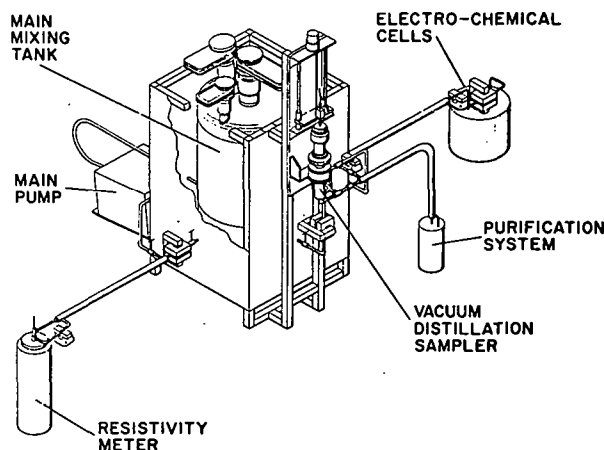 MAIN
MIXING
TANK
ELECTRO-CHEMICAL
CELLS
MAIN
PUMP
PURIFICATION
SYSTEM
VACUUM
DISTILLATION
SAMPLER
RESISTIVITY
METER